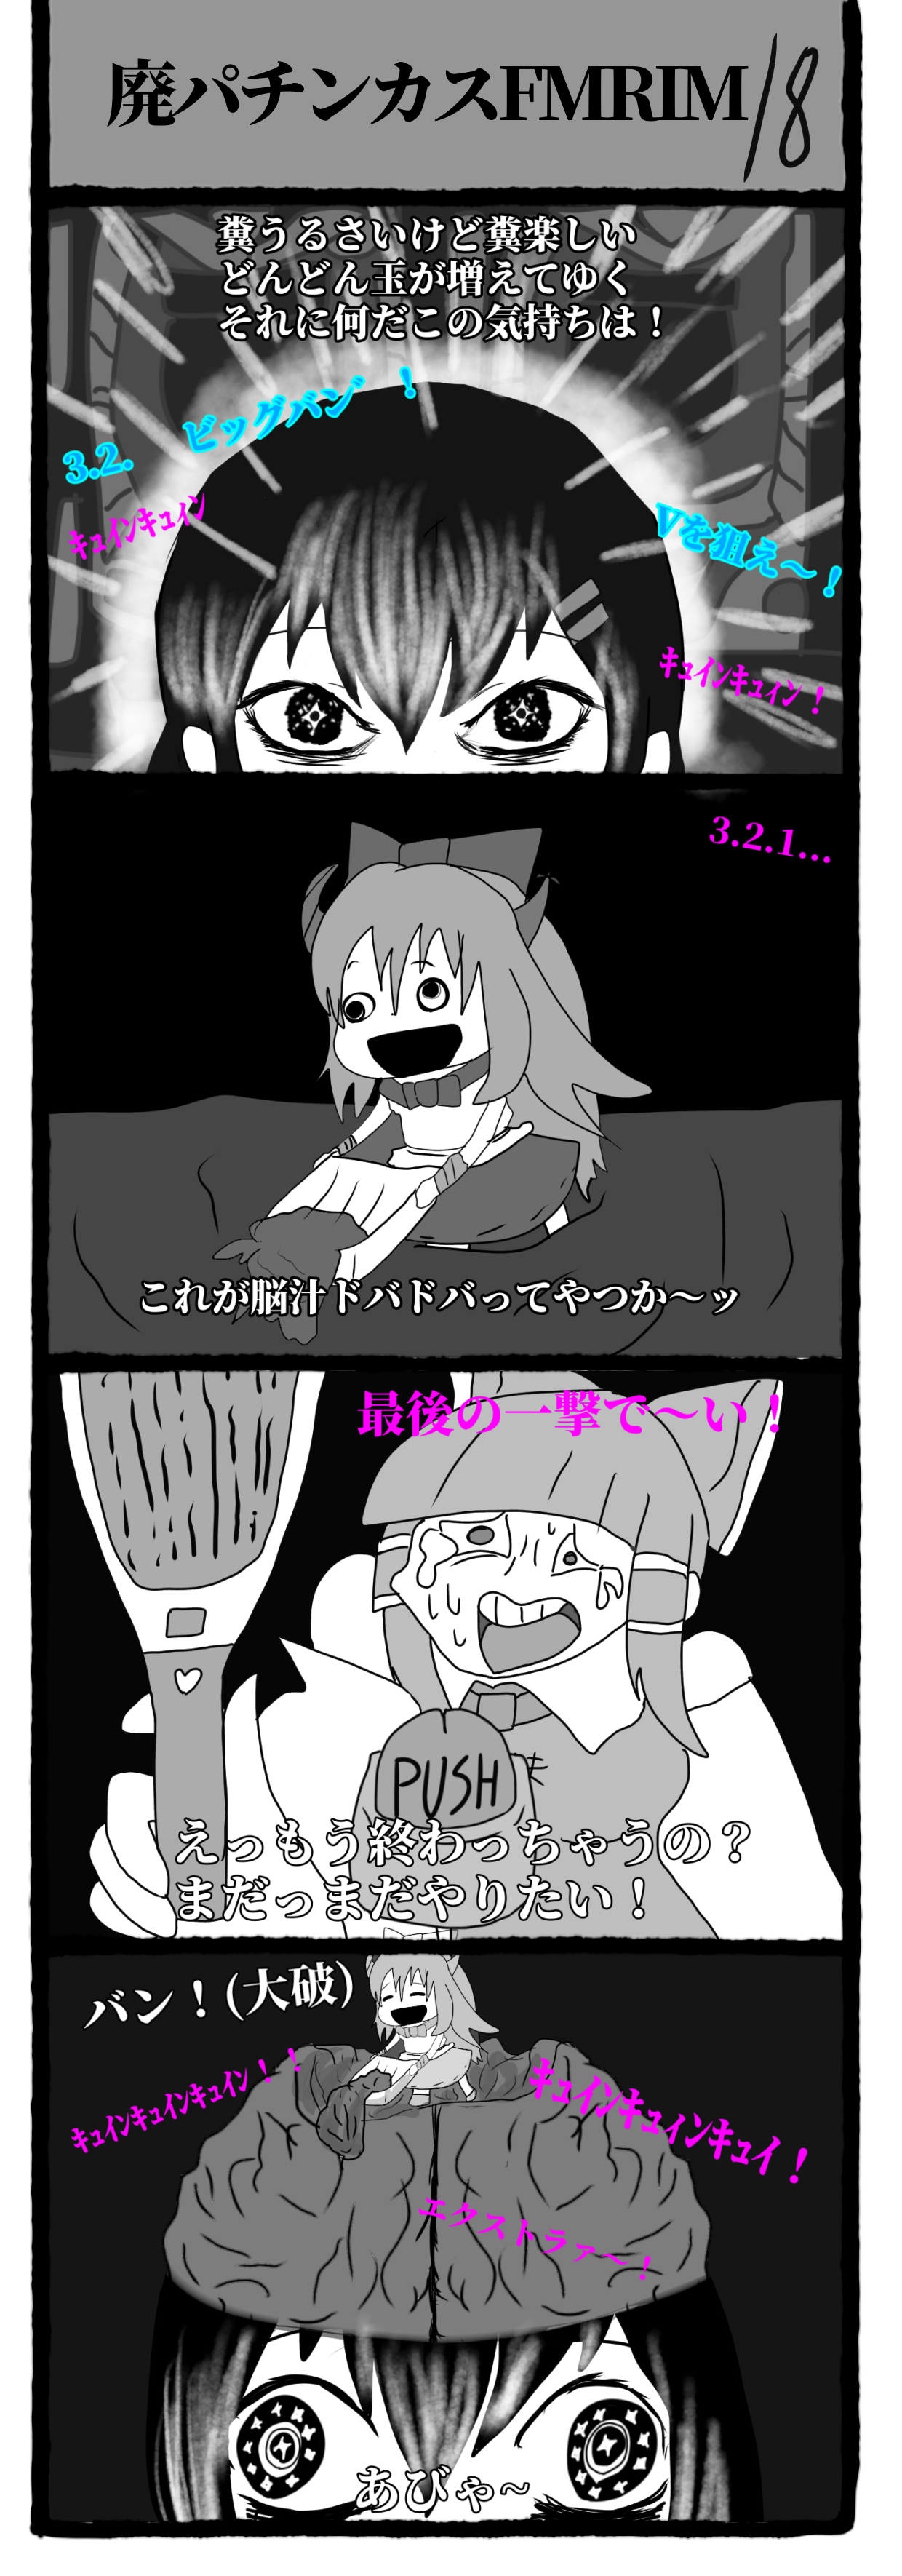 廃パチンカスFMRIM/8
糞うるさいけど糞楽しい
どんどん玉が増えてゆく
それに何だこの気持ちは！
3.2. ビッグバン゛！
キュインキュイン
Vを狙え〜！
キュインキュイン！
3.2.1...
これが脳汁ドバドバってやつか〜ッ
最後の一撃で〜い！
PUSH
えっもう終わっちゃうの？
まだっまだやりたい！
バン！(大破)
キュインキュインキュイン！！
キュインキュィンキュイ！
エクストラァ〜！
あびゃ~